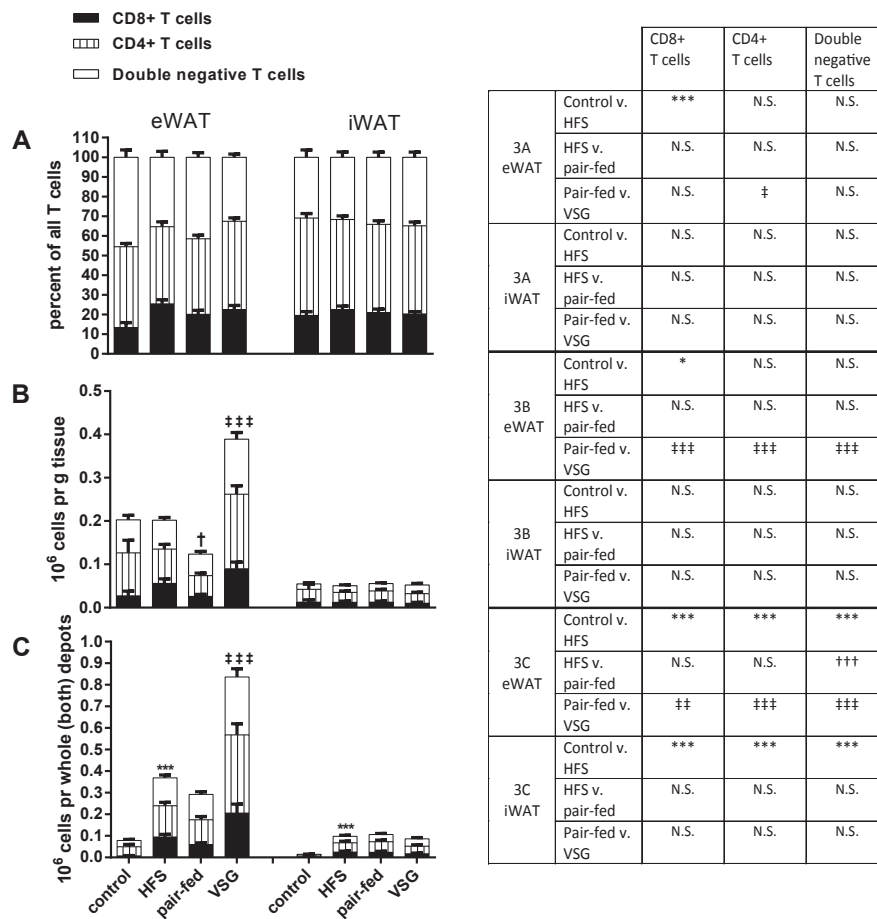 CD8+ T cells
CD4+ T cells
Double negative T cells
eWAT iWAT
A
percent of all T cells
110
100
90
80
70
60
50
40
30
20
10
0
B
10⁶ cells pr g tissue
0.5
0.4
0.3
0.2
0.1
0.0
†
‡‡‡
C
10⁶ cells pr whole (both) depots
1.0
0.9
0.8
0.7
0.6
0.5
0.4
0.3
0.2
0.1
0.0
***
‡‡‡
***
control HFS pair-fed VSG control HFS pair-fed VSG
CD8+ CD4+ Double
T cells T cells negative
T cells
3A
eWAT
Control v. *** N.S. N.S.
HFS
HFS v. N.S. N.S. N.S.
pair-fed
Pair-fed v. N.S. ‡ N.S.
VSG
3A
iWAT
Control v. N.S. N.S. N.S.
HFS
HFS v. N.S. N.S. N.S.
pair-fed
Pair-fed v. N.S. N.S. N.S.
VSG
3B
eWAT
Control v. * N.S. N.S.
HFS
HFS v. N.S. N.S. N.S.
pair-fed
Pair-fed v. ‡‡‡ ‡‡‡ ‡‡‡
VSG
3B
iWAT
Control v. N.S. N.S. N.S.
HFS
HFS v. N.S. N.S. N.S.
pair-fed
Pair-fed v. N.S. N.S. N.S.
VSG
3C
eWAT
Control v. *** *** ***
HFS
HFS v. N.S. N.S. †††
pair-fed
Pair-fed v. ‡‡ ‡‡‡ ‡‡‡
VSG
3C
iWAT
Control v. *** *** ***
HFS
HFS v. N.S. N.S. N.S.
pair-fed
Pair-fed v. N.S. N.S. N.S.
VSG